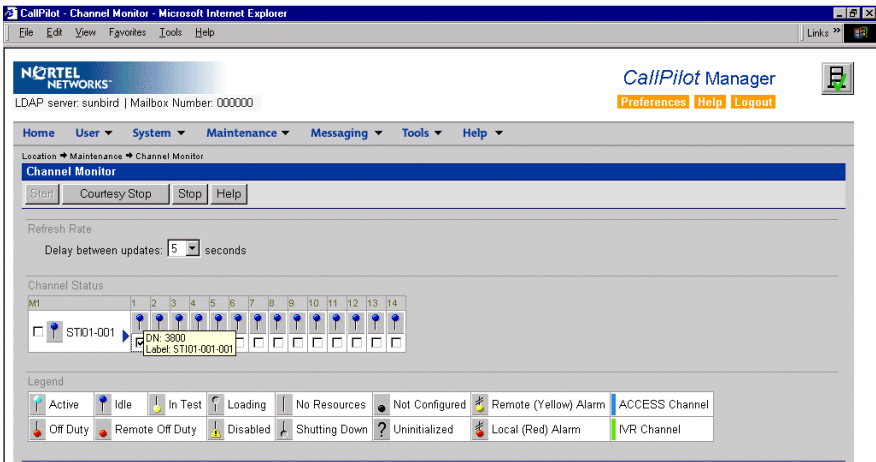 CallPilot - Channel Monitor - Microsoft Internet Explorer
File Edit View Favorites Tools Help Links »
NORTEL
NETWORKS™
CallPilot Manager
LDAP server: sunbird | Mailbox Number: 000000
Preferences Help Logout
Home User System Maintenance Messaging Tools Help
Location → Maintenance → Channel Monitor
Channel Monitor
Start Courtesy Stop Stop Help
Refresh Rate
Delay between updates: 5 seconds
Channel Status
M1 1 2 3 4 5 6 7 8 9 10 11 12 13 14
STI01-001
DN: 3800
Label: STI01-001-001
Legend
Active Idle In Test Loading No Resources Not Configured Remote (Yellow) Alarm ACCESS Channel
Off Duty Remote Off Duty Disabled Shutting Down ? Uninitialized Local (Red) Alarm IVR Channel